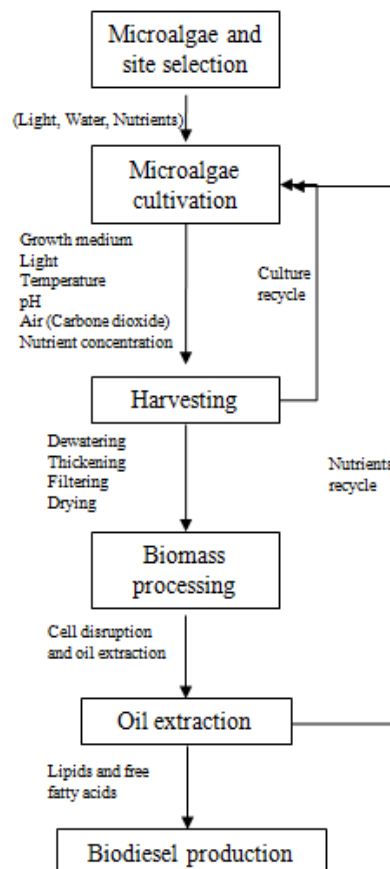 Microalgae and
site selection
(Light, Water, Nutrients)
Microalgae
cultivation
Growth medium
Light
Temperature
pH
Air (Carbone dioxide)
Nutrient concentration
Culture
recycle
Harvesting
Dewatering
Thickening
Filtering
Drying
Nutrients
recycle
Biomass
processing
Cell disruption
and oil extraction
Oil extraction
Lipids and free
fatty acids
Biodiesel production